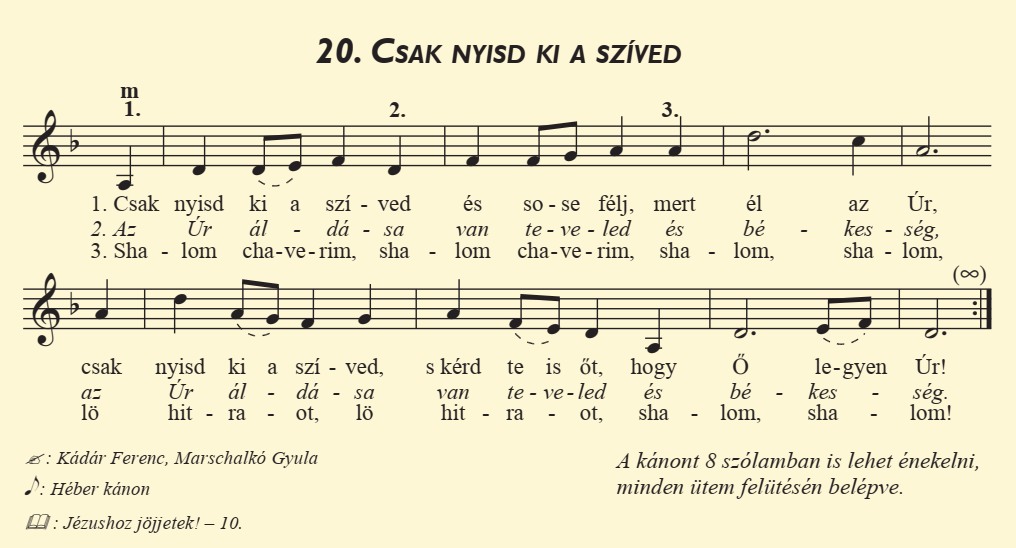 20. Csak nyisd ki a szíved
m
1. 2. 3.
1. Csak nyisd ki a szí - ved és so - se félj, mert él az Úr,
2. Az Úr ál - dá - sa van te - ve - led és bé - kes - ség,
3. Sha - lom cha - ve - rim, sha - lom cha - ve - rim, sha - lom, sha - lom,
(∞)
csak nyisd ki a szí - ved, s kérd te is őt, hogy Ő le - gyen Úr!
az Úr ál - dá - sa van te - ve - led és bé - kes - ség.
lö hit - ra - ot, lö hit - ra - ot, sha - lom, sha - lom!
: Kádár Ferenc, Marschalkó Gyula
: Héber kánon
: Jézushoz jöjjetek! – 10.
A kánont 8 szólamban is lehet énekelni,
minden ütem felütésén belépve.